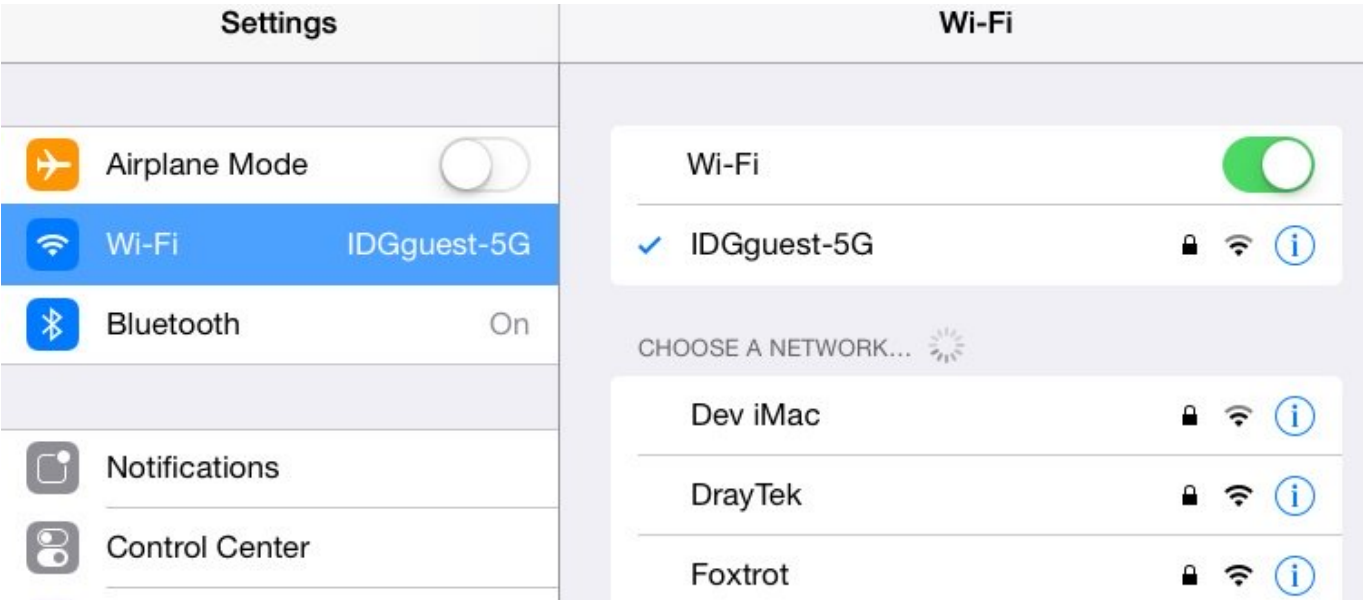 Settings
Airplane Mode
Wi-Fi IDGguest-5G
Bluetooth On
Notifications
Control Center
Wi-Fi
Wi-Fi
IDGguest-5G
CHOOSE A NETWORK...
Dev iMac
DrayTek
Foxtrot